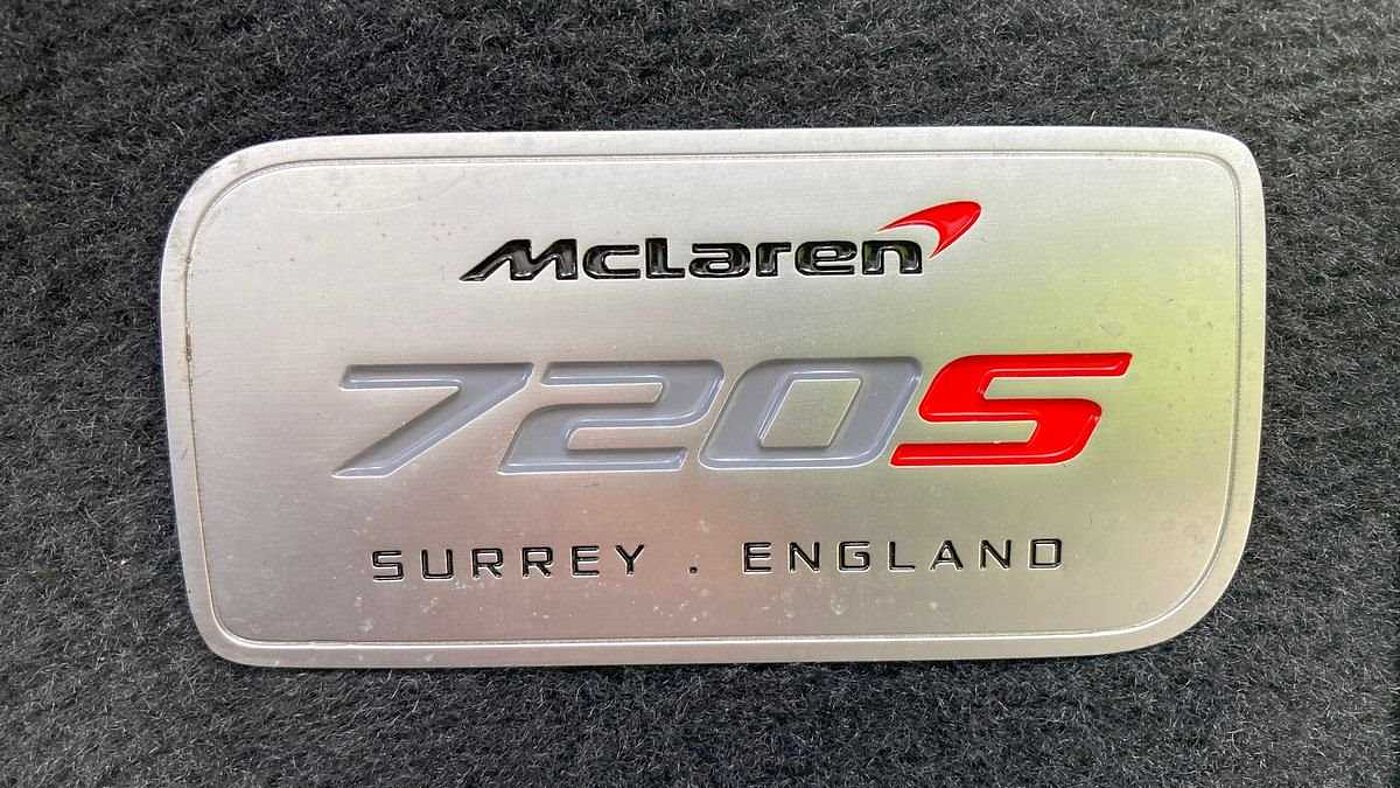 McLaren
720S
SURREY . ENGLAND